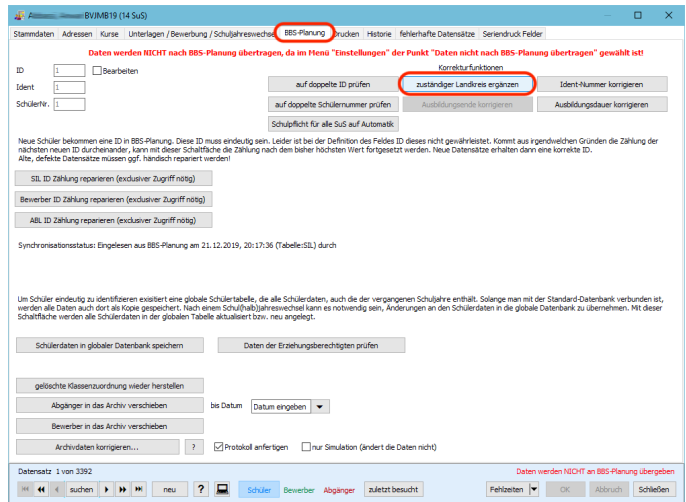 BVJMB19 (14 SuS)
Stammdaten Adressen Kurse Unterlagen / Bewerbung / Schuljahreswechsel BBS-Planung Drucken Historie fehlerhafte Datensätze Seriendruck Felder
Daten werden NICHT nach BBS-Planung übertragen, da im Menü "Einstellungen" der Punkt "Daten nicht nach BBS-Planung übertragen" gewählt ist!
ID 1 Bearbeiten Korrekturfunktionen
Ident 1 auf doppelte ID prüfen zuständiger Landkreis ergänzen Ident-Nummer korrigieren
SchülerNr. 1 auf doppelte Schülernummer prüfen Ausbildungsende korrigieren Ausbildungsdauer korrigieren
Schulpflicht für alle SuS auf Automatik
Neue Schüler bekommen eine ID in BBS-Planung. Diese ID muss eindeutig sein. Leider ist bei der Definition des Feldes ID dieses nicht gewährleistet. Kommt aus irgendwelchen Gründen die Zählung der
nächsten neuen ID durcheinander, kann mit dieser Schaltfläche die Zählung nach dem bisher höchsten Wert fortgesetzt werden. Neue Datensätze erhalten dann eine korrekte ID.
Alte, defekte Datensätze müssen ggf. händisch repariert werden!
SIL ID Zählung reparieren (exclusiver Zugriff nötig)
Bewerber ID Zählung reparieren (exclusiver Zugriff nötig)
ABL ID Zählung reparieren (exclusiver Zugriff nötig)
Synchronisationsstatus: Eingelesen aus BBS-Planung am 21.12.2019, 20:17:36 (Tabelle:SIL) durch
Um Schüler eindeutig zu identifizieren exisitiert eine globale Schülertabelle, die alle Schülerdaten, auch die der vergangenen Schuljahre enthält. Solange man mit der Standard-Datenbank verbunden ist,
werden alle Daten auch dort als Kopie gespeichert. Nach einem Schul(halb)jahreswechsel kann es notwendig sein, Änderungen an den Schülerdaten in die globale Datenbank zu übernehmen. Mit dieser
Schaltfläche werden alle Schülerdaten in der globalen Tabelle aktualisiert bzw. neu angelegt.
Schülerdaten in globaler Datenbank speichern Daten der Erziehungsberechtigten prüfen
gelöschte Klassenzuordnung wieder herstellen
Abgänger in das Archiv verschieben bis Datum Datum eingeben
Bewerber in das Archiv verschieben
Archivdaten korrigieren... ? Protokoll anfertigen nur Simulation (ändert die Daten nicht)
Datensatz 1 von 3392 Daten werden NICHT an BBS-Planung übergeben
suchen neu ? Schüler Bewerber Abgänger zuletzt besucht Fehlzeiten OK Abbruch Schließen